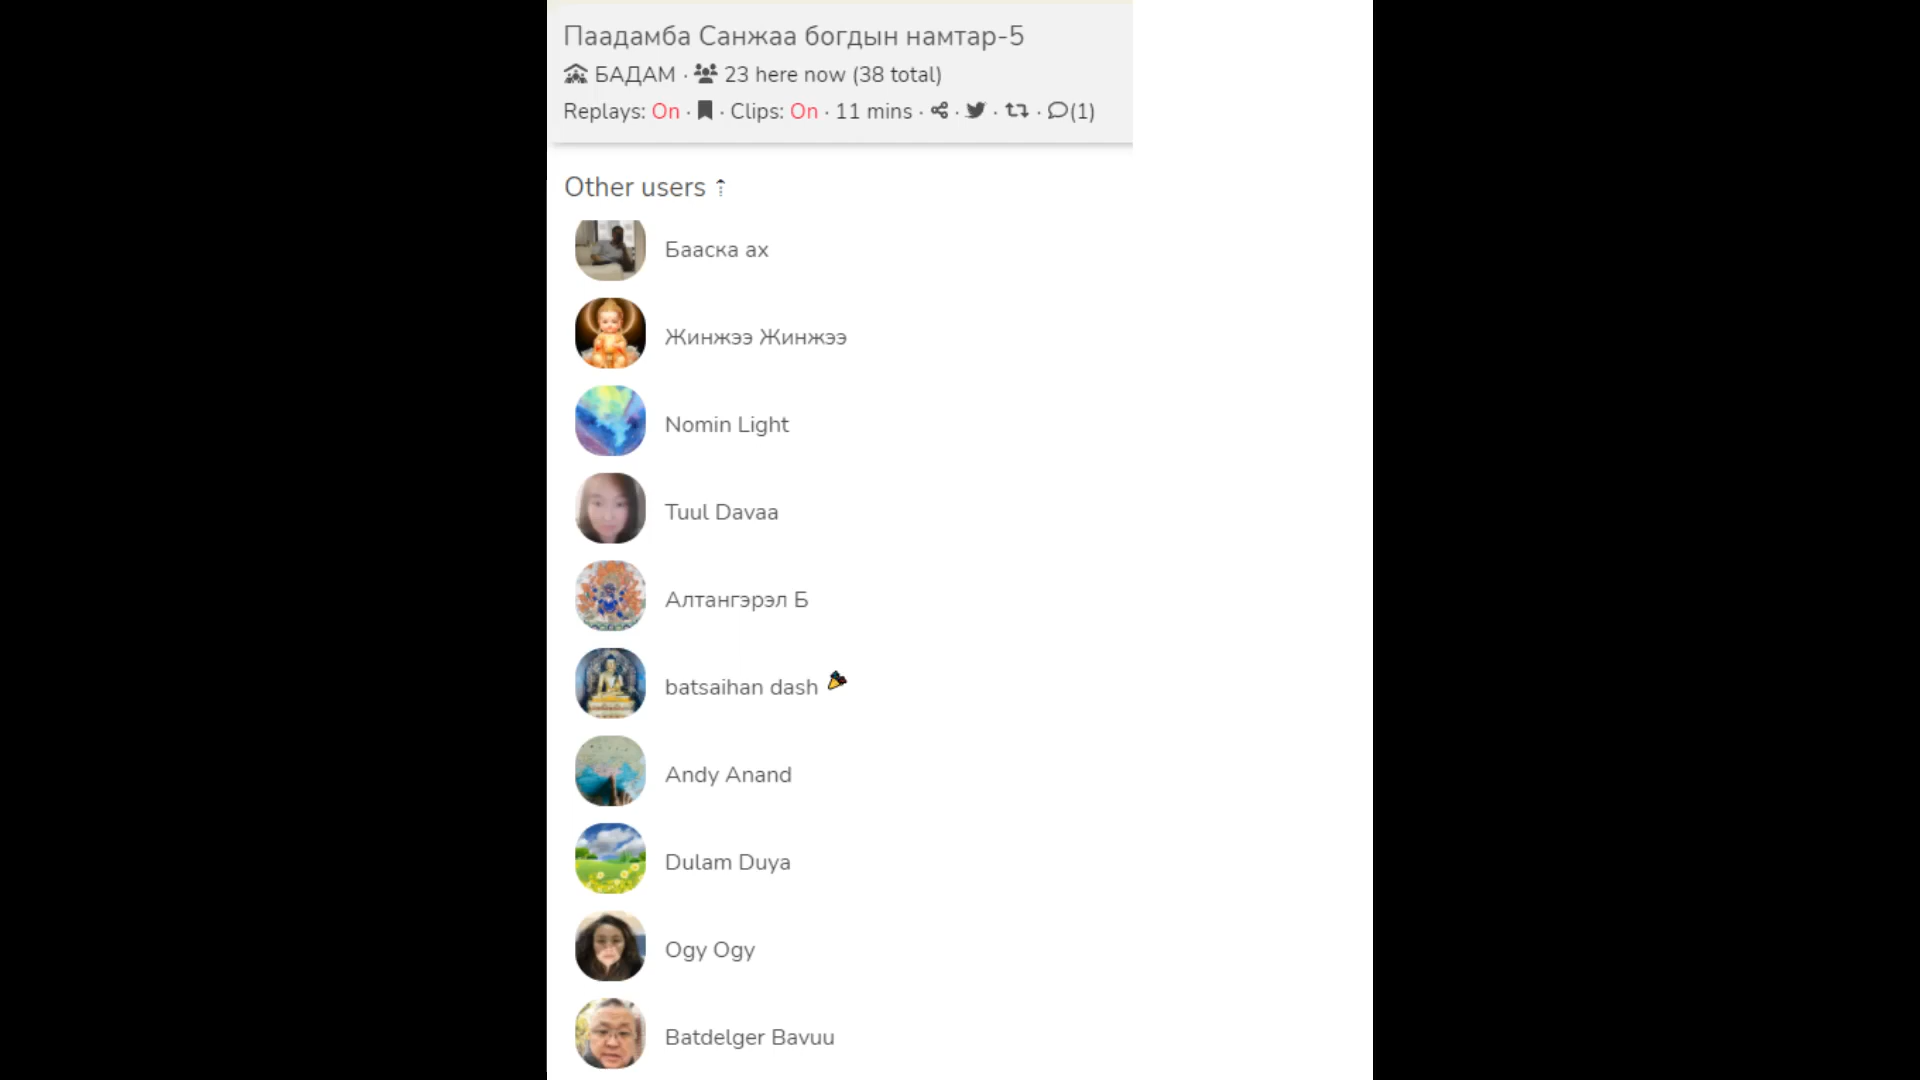 Паадамба Санжаа богдын намтар-5
БАДАМ · 23 here now (38 total)
Replays: On · · Clips: On · 11 mins · · · · (1)
Other users ⇡
Бааска ах
Жинжээ Жинжээ
Nomin Light
Tuul Davaa
Алтангэрэл Б
batsaihan dash 🎉
Andy Anand
Dulam Duya
Ogy Ogy
Batdelger Bavuu